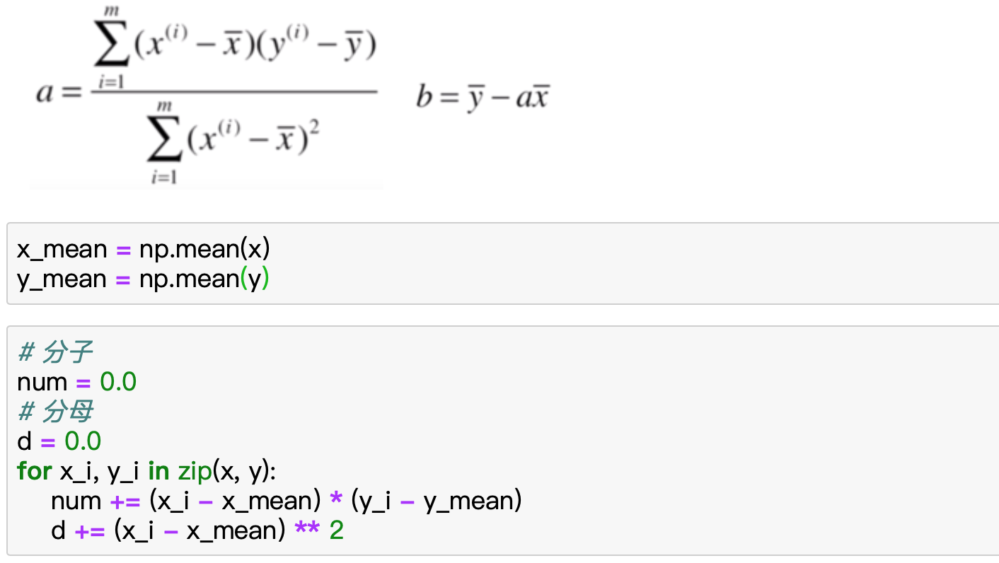 a = \frac{\sum_{i=1}^{m}(x^{(i)} - \overline{x})(y^{(i)} - \overline{y})}{\sum_{i=1}^{m}(x^{(i)} - \overline{x})^2} b = \overline{y} - a\overline{x}
x_mean = np.mean(x)
y_mean = np.mean(y)
# 分子
num = 0.0
# 分母
d = 0.0
for x_i, y_i in zip(x, y):
    num += (x_i - x_mean) * (y_i - y_mean)
    d += (x_i - x_mean) ** 2